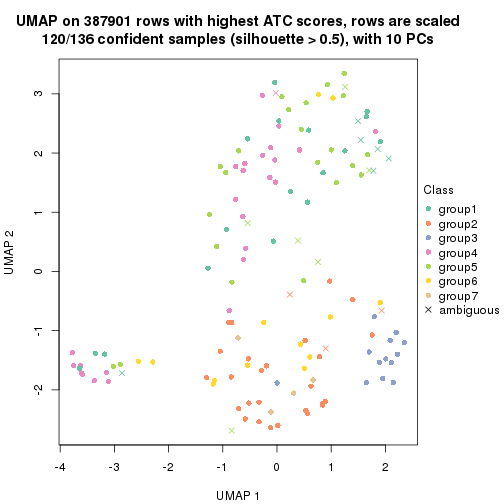 UMAP on 387901 rows with highest ATC scores, rows are scaled
120/136 confident samples (silhouette > 0.5), with 10 PCs
3
2
1
0
-1
-2
UMAP 2
-4
-3
-2
-1
0
1
2
UMAP 1
Class
group1
group2
group3
group4
group5
group6
group7
ambiguous